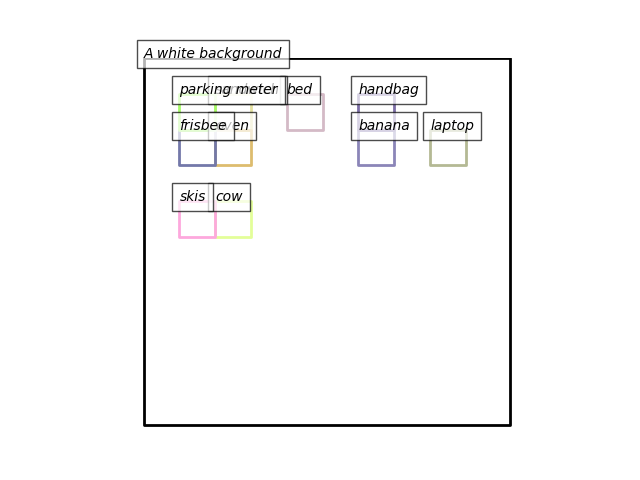 A white background
parking meter
bed
handbag
frisbee
banana
laptop
skis
cow